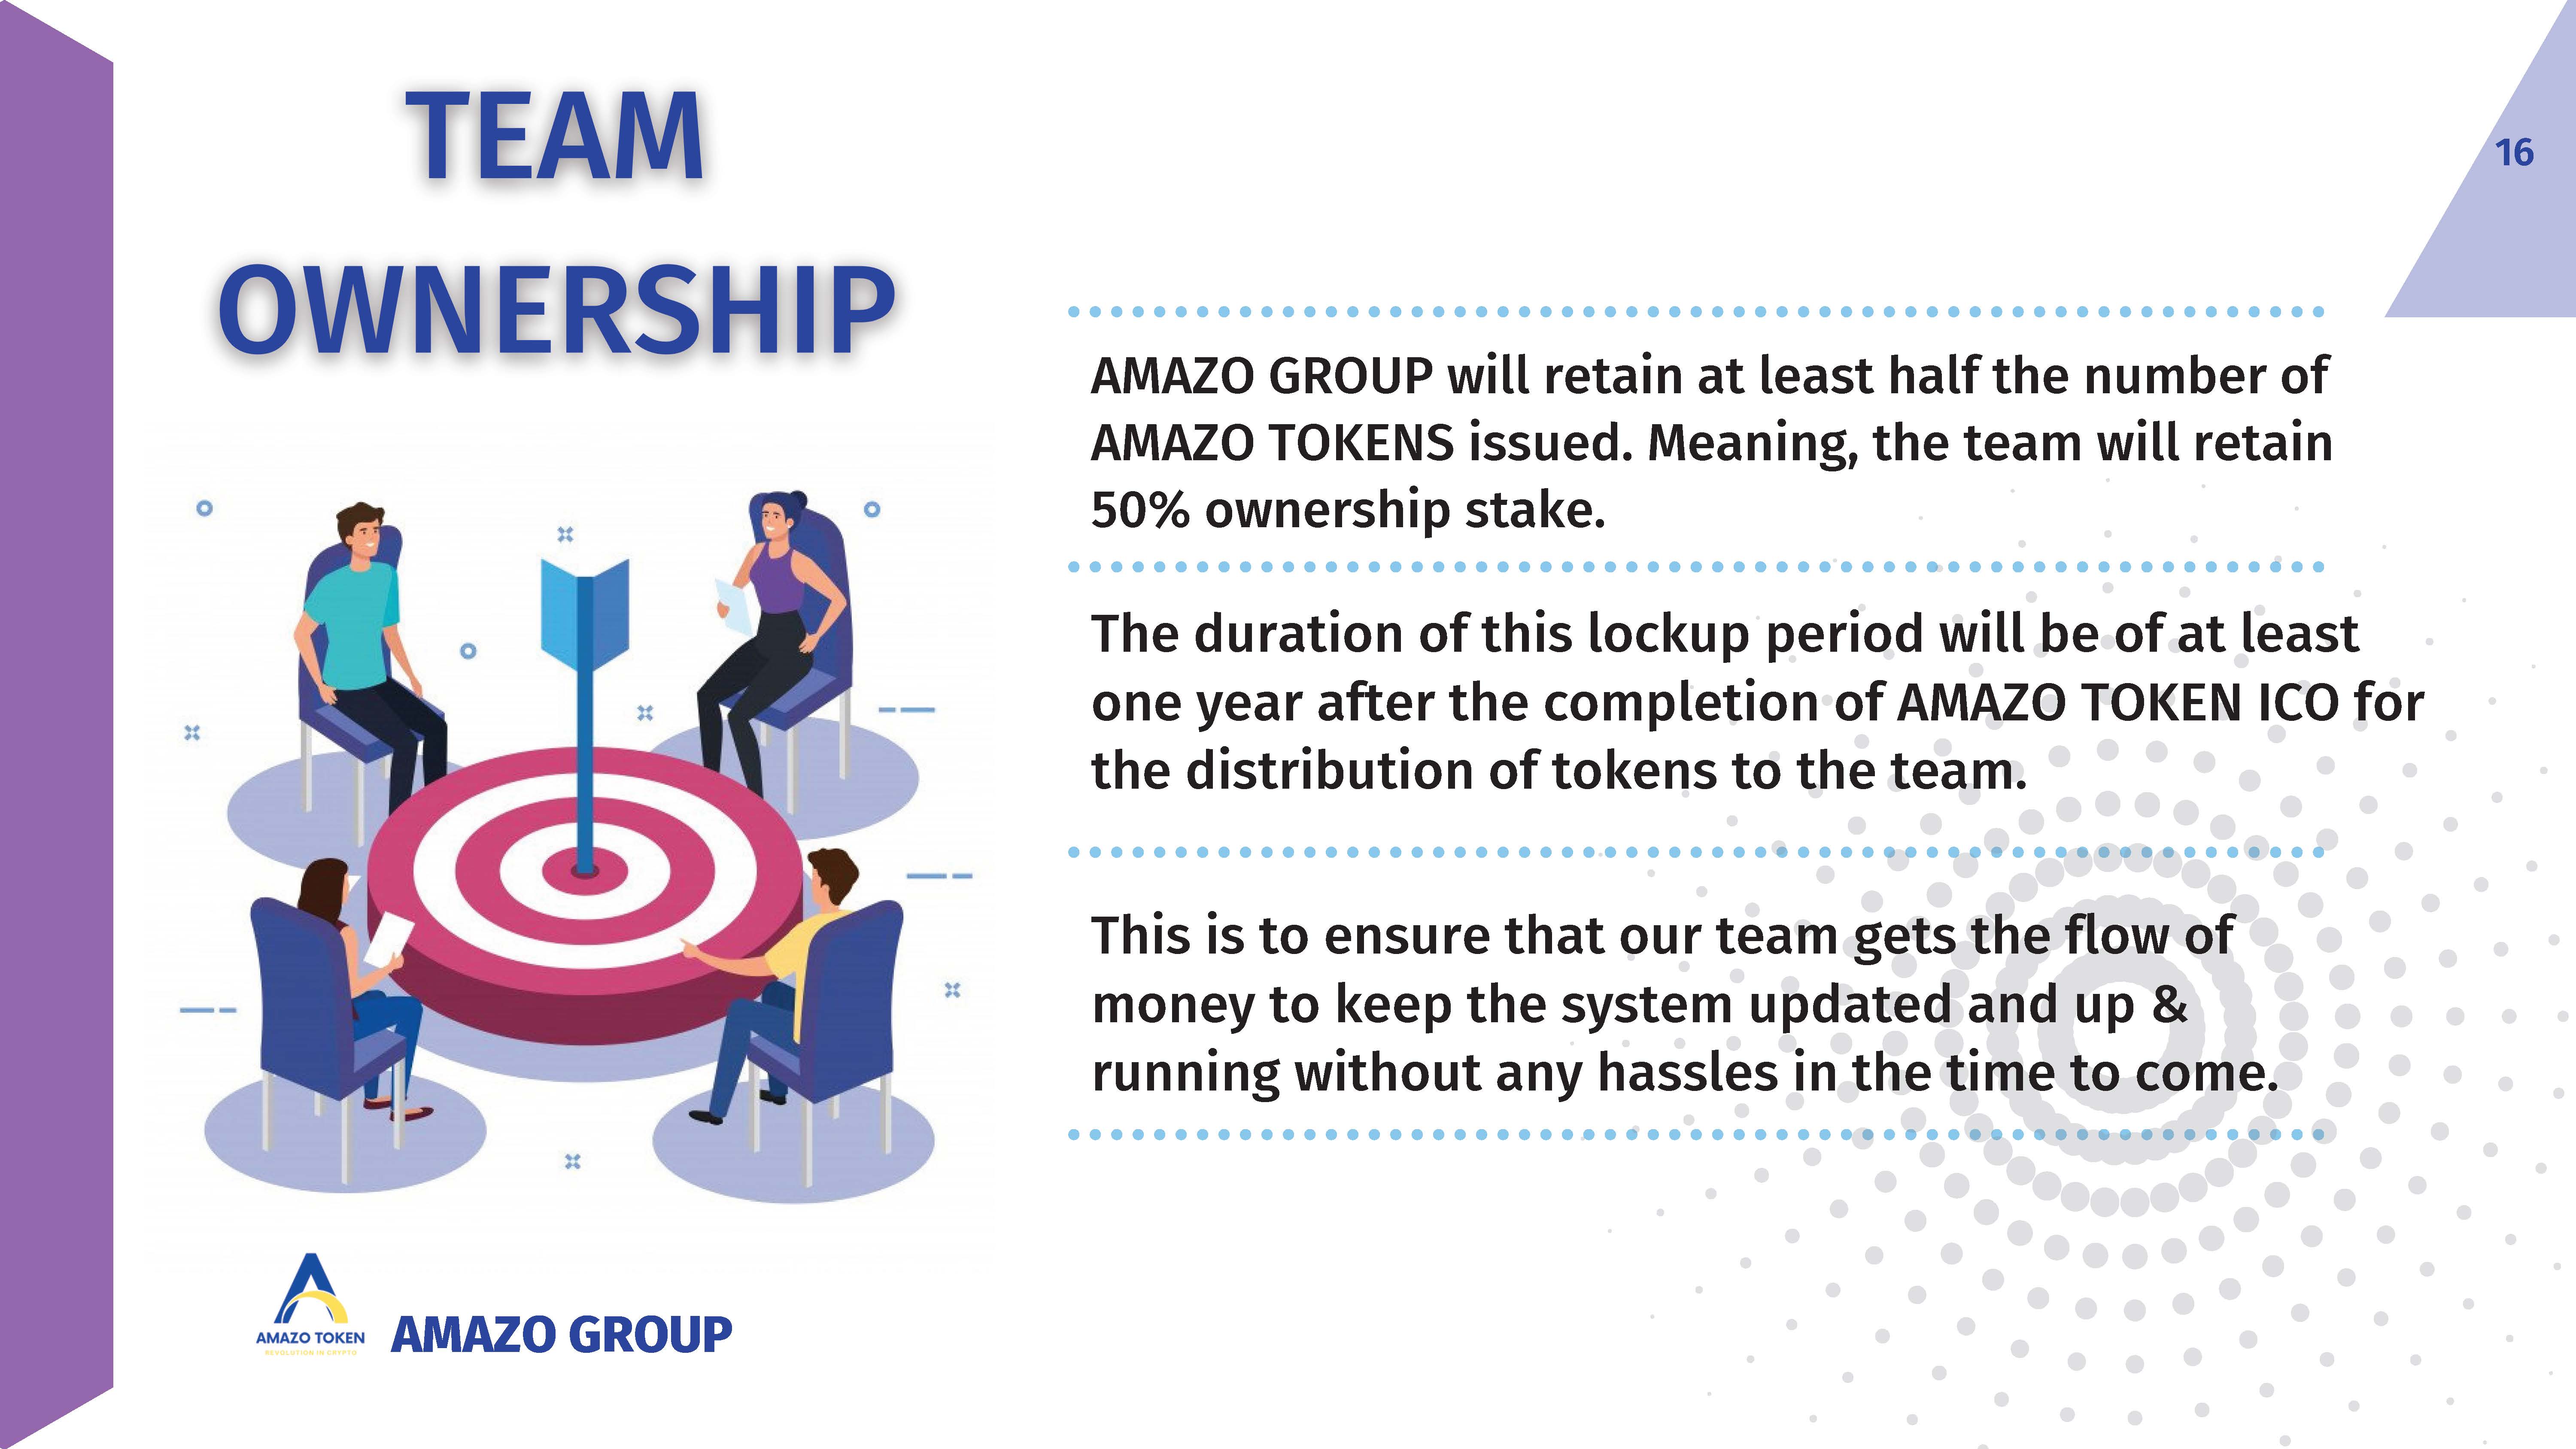 TEAM
OWNERSHIP
16
AMAZO GROUP will retain at least half the number of
AMAZO TOKENS issued. Meaning, the team will retain
50% ownership stake.
The duration of this lockup period will be of at least
one year after the completion of AMAZO TOKEN ICO for
the distribution of tokens to the team.
This is to ensure that our team gets the flow of
money to keep the system updated and up &
running without any hassles in the time to come.
AMAZO TOKEN
REVOLUTION IN CRYPTO
AMAZO GROUP